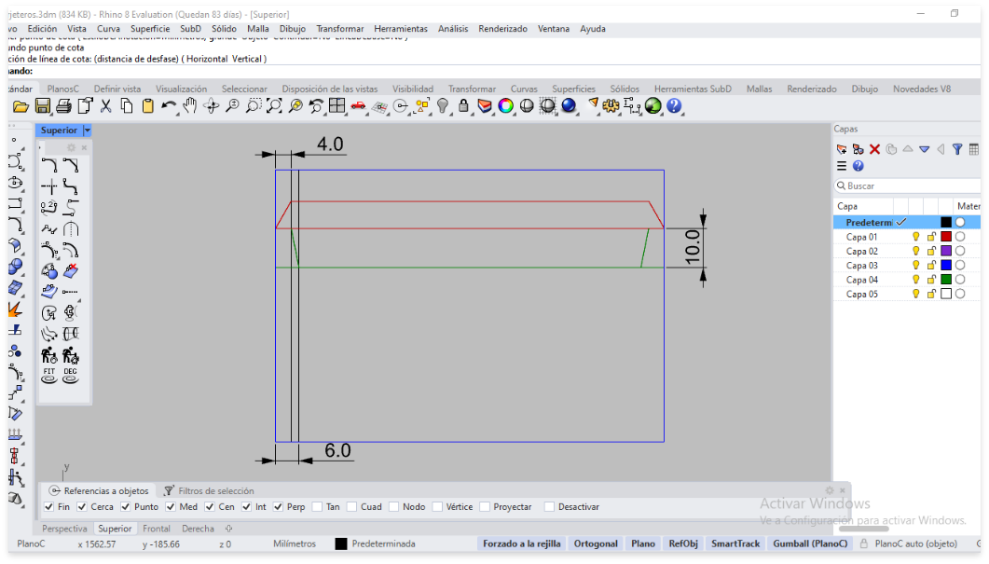 rjeteros.3dm (834 KB) - Rhino 8 Evaluation (Quedan 83 días) - [Superior]
vo Edición Vista Curva Superficie SubD Sólido Malla Dibujo Transformar Herramientas Análisis Renderizado Ventana Ayuda
undo punto de cota
ción de línea de cota: (distancia de desfase) ( Horizontal Vertical )
ando:
tándar PlanosC Definir vista Visualización Seleccionar Disposición de las vistas Visibilidad Transformar Curvas Superficies Sólidos Herramientas SubD Mallas Renderizado Dibujo Novedades V8
Superior
Capas
Buscar
Capa Mater
Predetermi
Capa 01
Capa 02
Capa 03
Capa 04
Capa 05
4.0
10.0
6.0
FIT DEC
y
Referencias a objetos Filtros de selección
Fin Cerca Punto Med Cen Int Perp Tan Cuad Nodo Vértice Proyectar Desactivar
Activar Windows
Ve a Configuración para activar Windows.
Perspectiva Superior Frontal Derecha
PlanoC x 1562.57 y -185.66 z 0 Milímetros Predeterminada Forzado a la rejilla Ortogonal Plano RefObj SmartTrack Gumball (PlanoC) PlanoC auto (objeto)